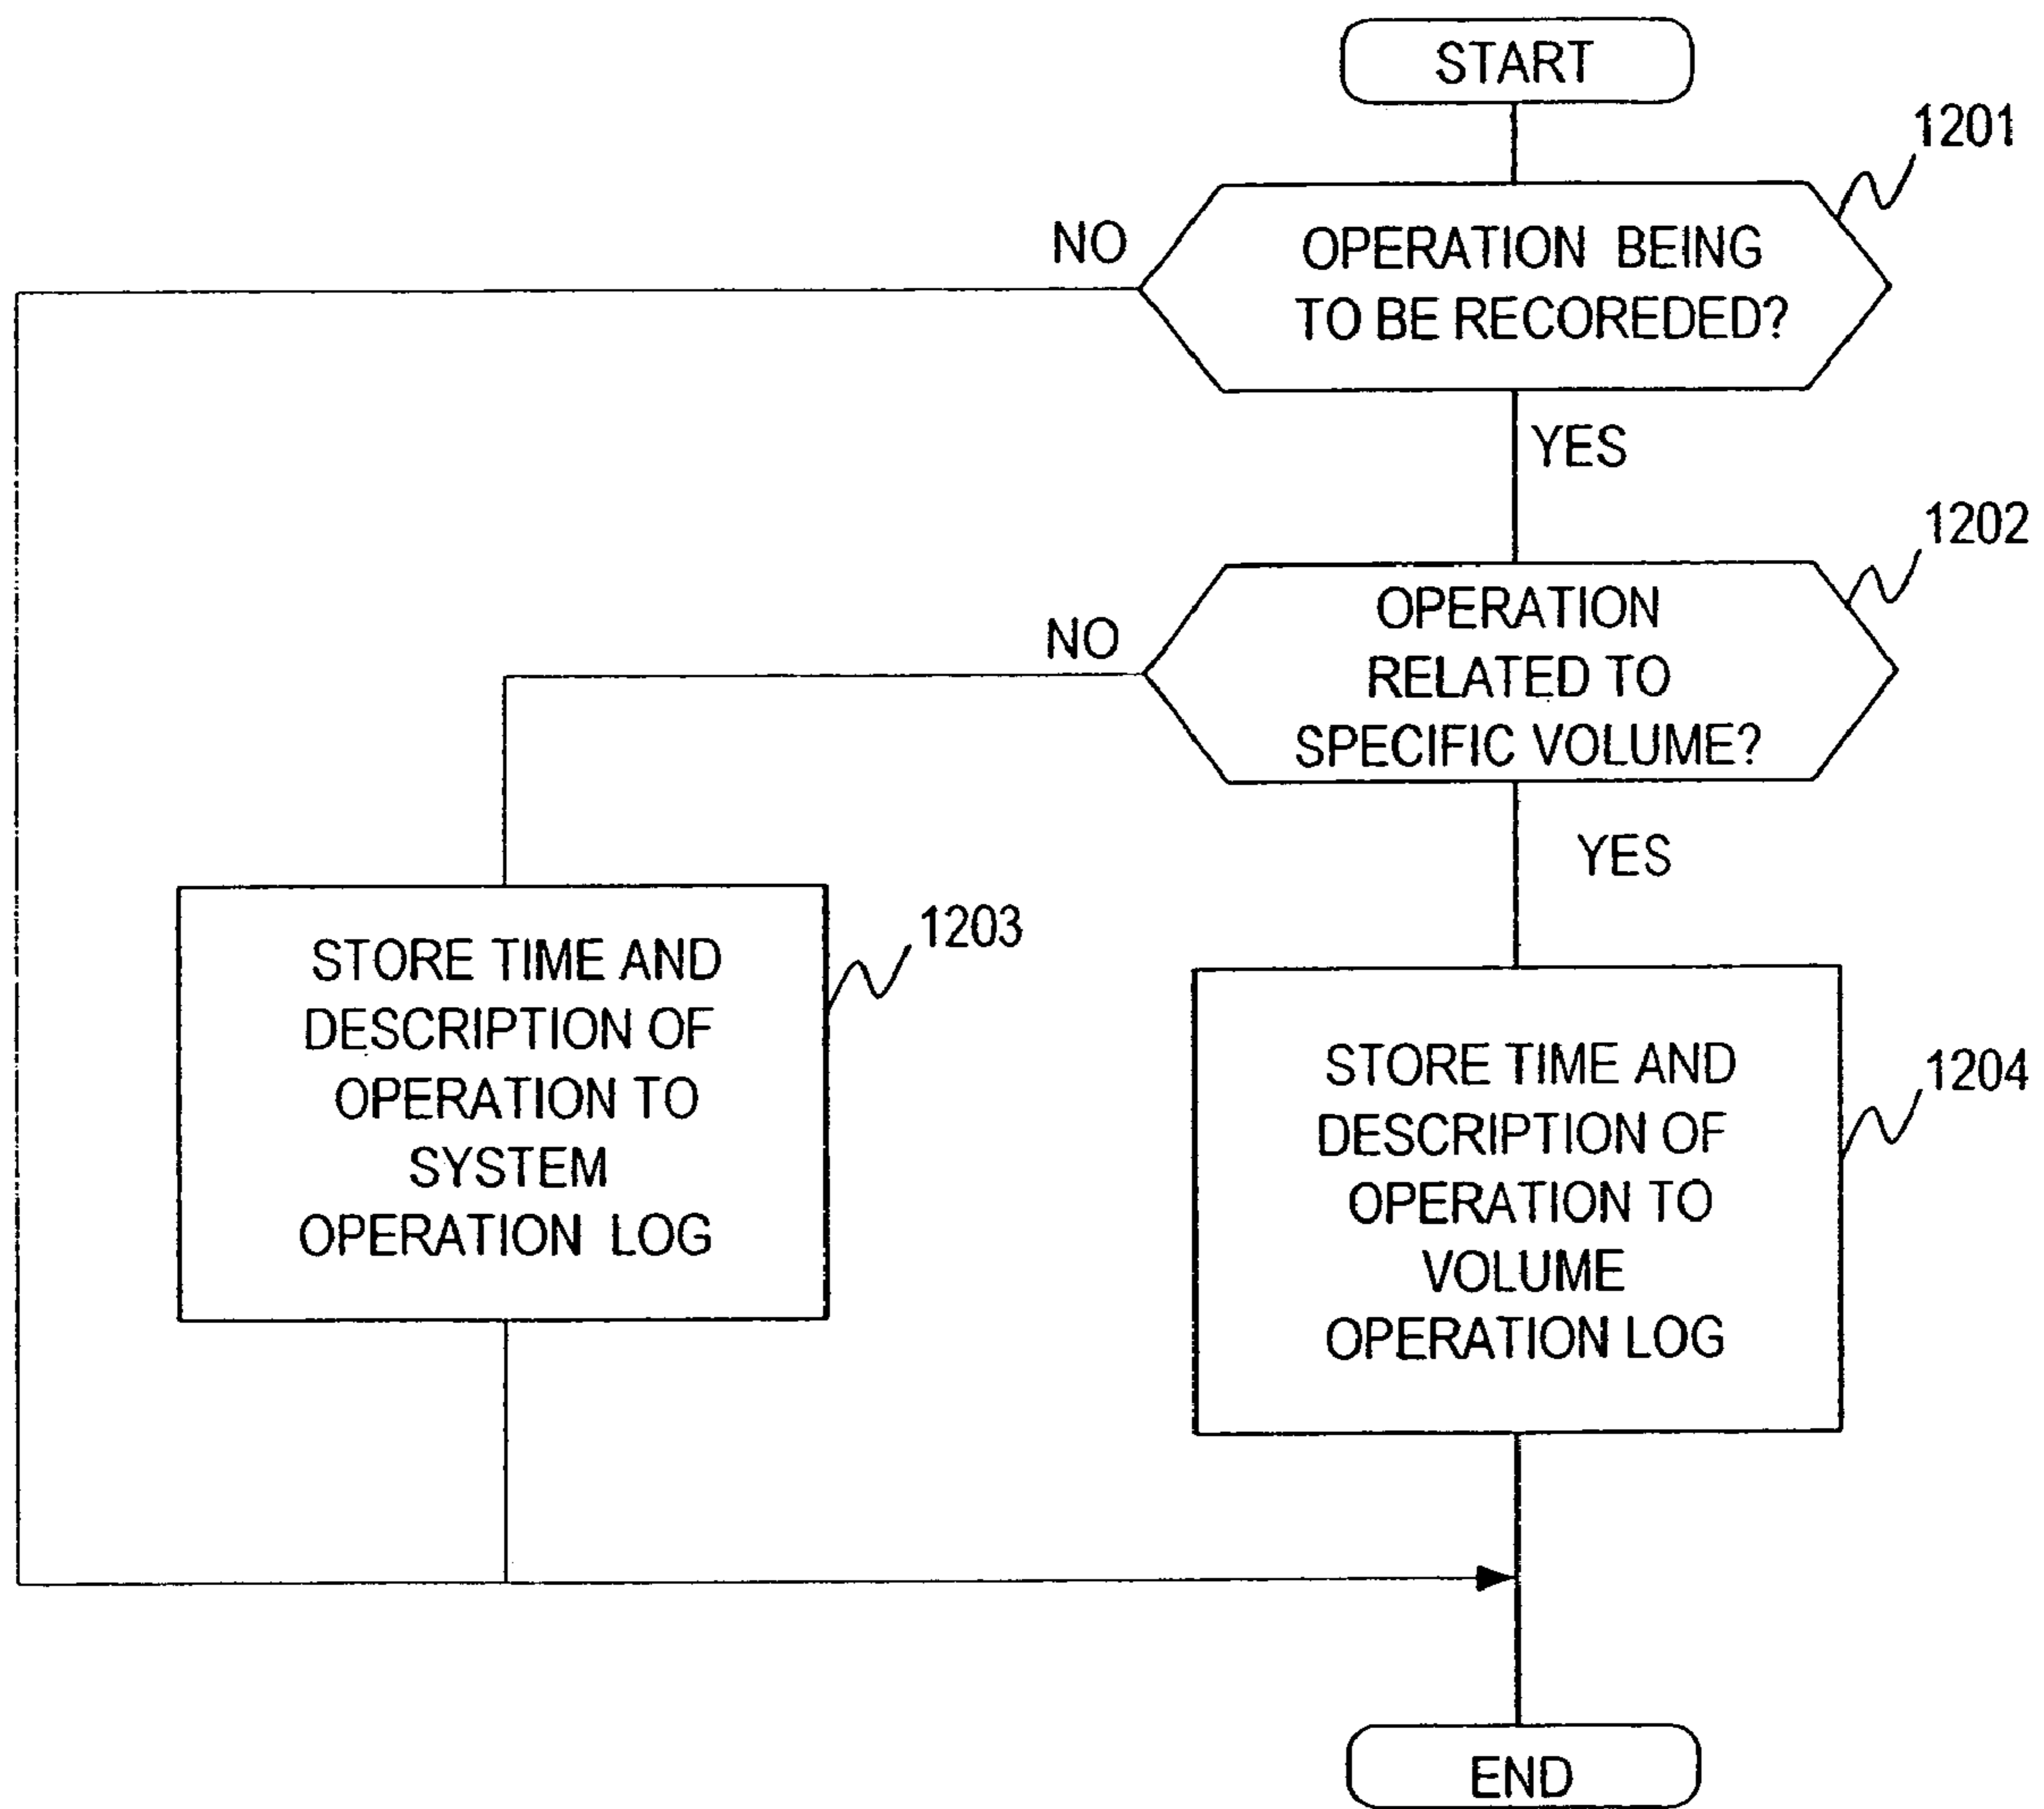 START
1201
NO
OPERATION BEING
TO BE RECOREDED?
YES
1202
NO
OPERATION
RELATED TO
SPECIFIC VOLUME?
YES
1203
STORE TIME AND
DESCRIPTION OF
OPERATION TO
SYSTEM
OPERATION LOG
1204
STORE TIME AND
DESCRIPTION OF
OPERATION TO
VOLUME
OPERATION LOG
END